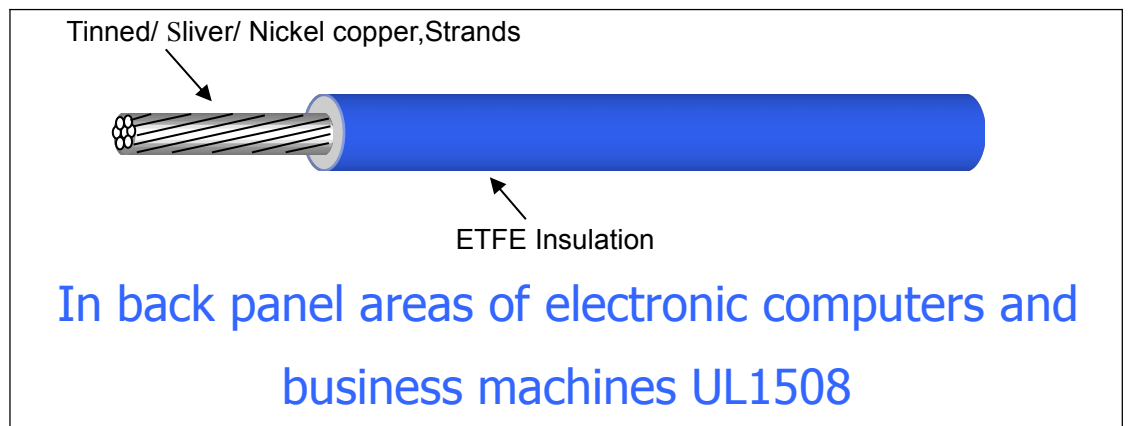 Tinned/ Sliver/ Nickel copper,Strands
ETFE Insulation
In back panel areas of electronic computers and
business machines UL1508